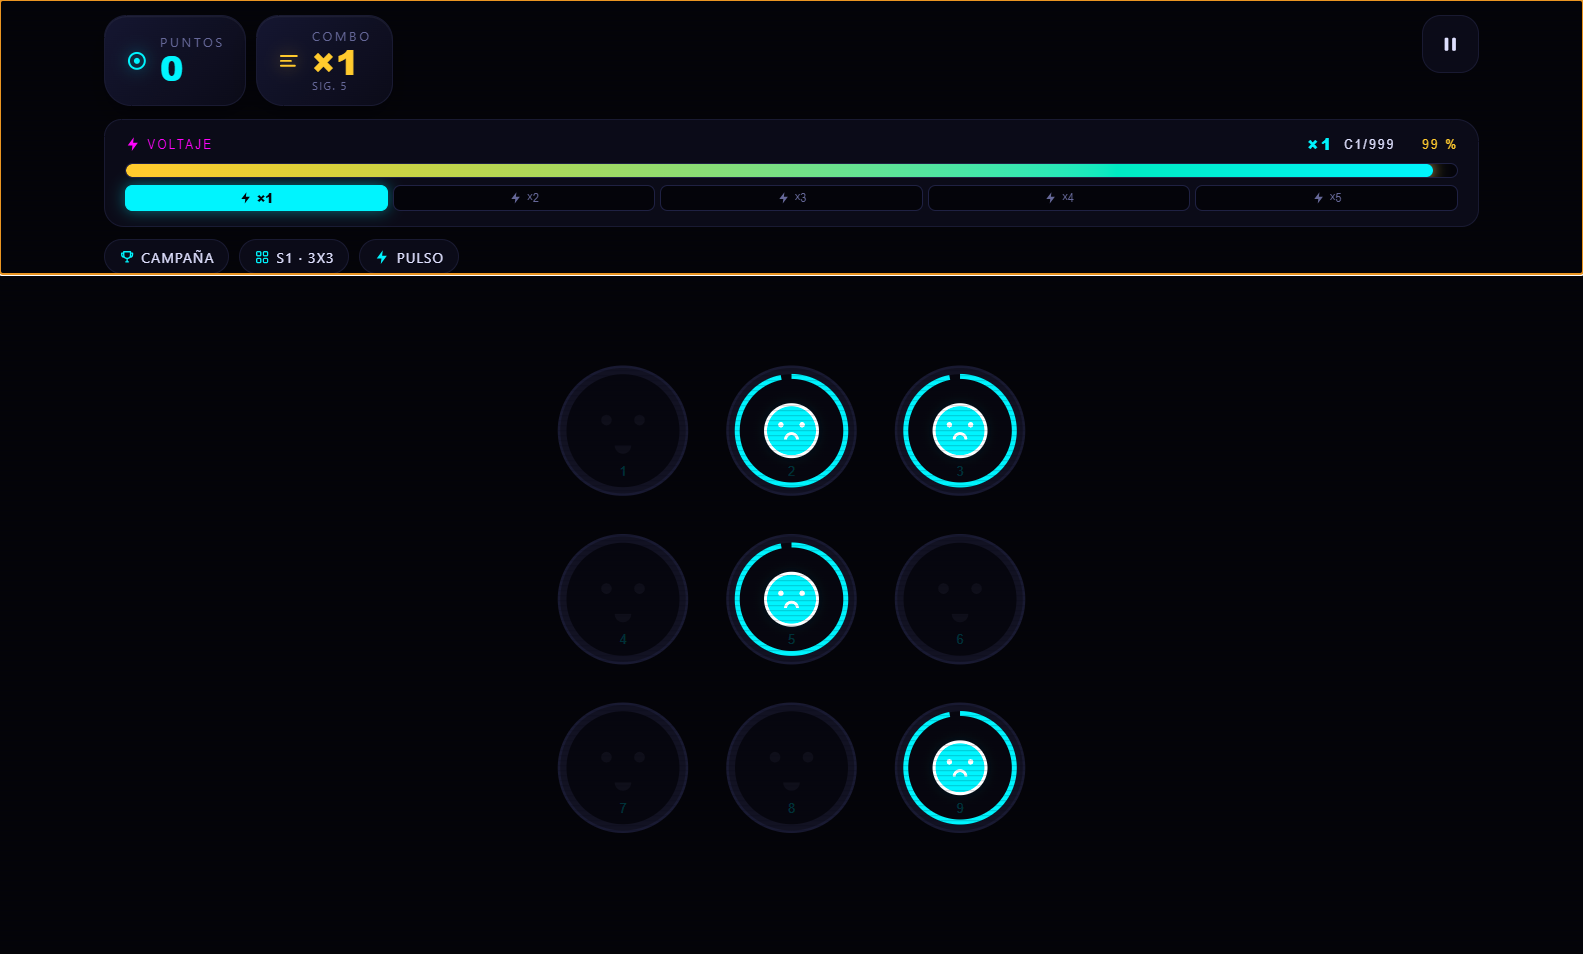 PUNTOS
0
COMBO
×1
SIG. 5
VOLTAJE
×1 C1/999 99 %
×1
×2
×3
×4
×5
CAMPAÑA
S1 · 3X3
PULSO
1
2
3
4
5
6
7
8
9